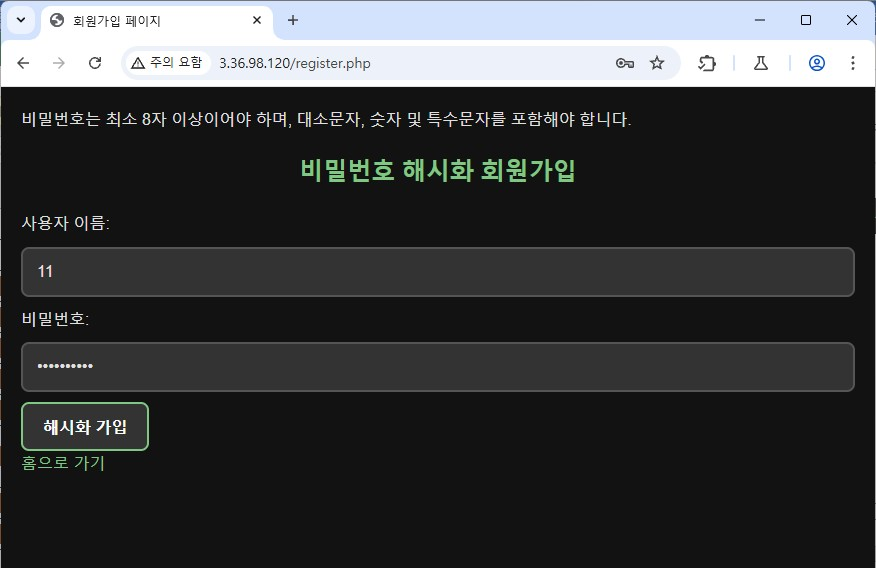 회원가입 페이지
주의 요함 3.36.98.120/register.php
비밀번호는 최소 8자 이상이어야 하며, 대소문자, 숫자 및 특수문자를 포함해야 합니다.
비밀번호 해시화 회원가입
사용자 이름:
11
비밀번호:
••••••••••
해시화 가입
홈으로 가기